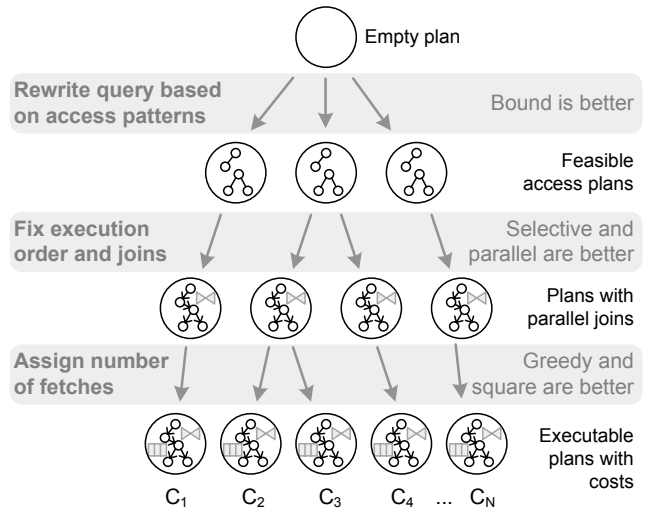 Empty plan
Rewrite query based
on access patterns
Bound is better
Feasible
access plans
Fix execution
order and joins
Selective and
parallel are better
Plans with
parallel joins
Assign number
of fetches
Greedy and
square are better
Executable
plans with
costs
C1 C2 C3 C4 ... CN